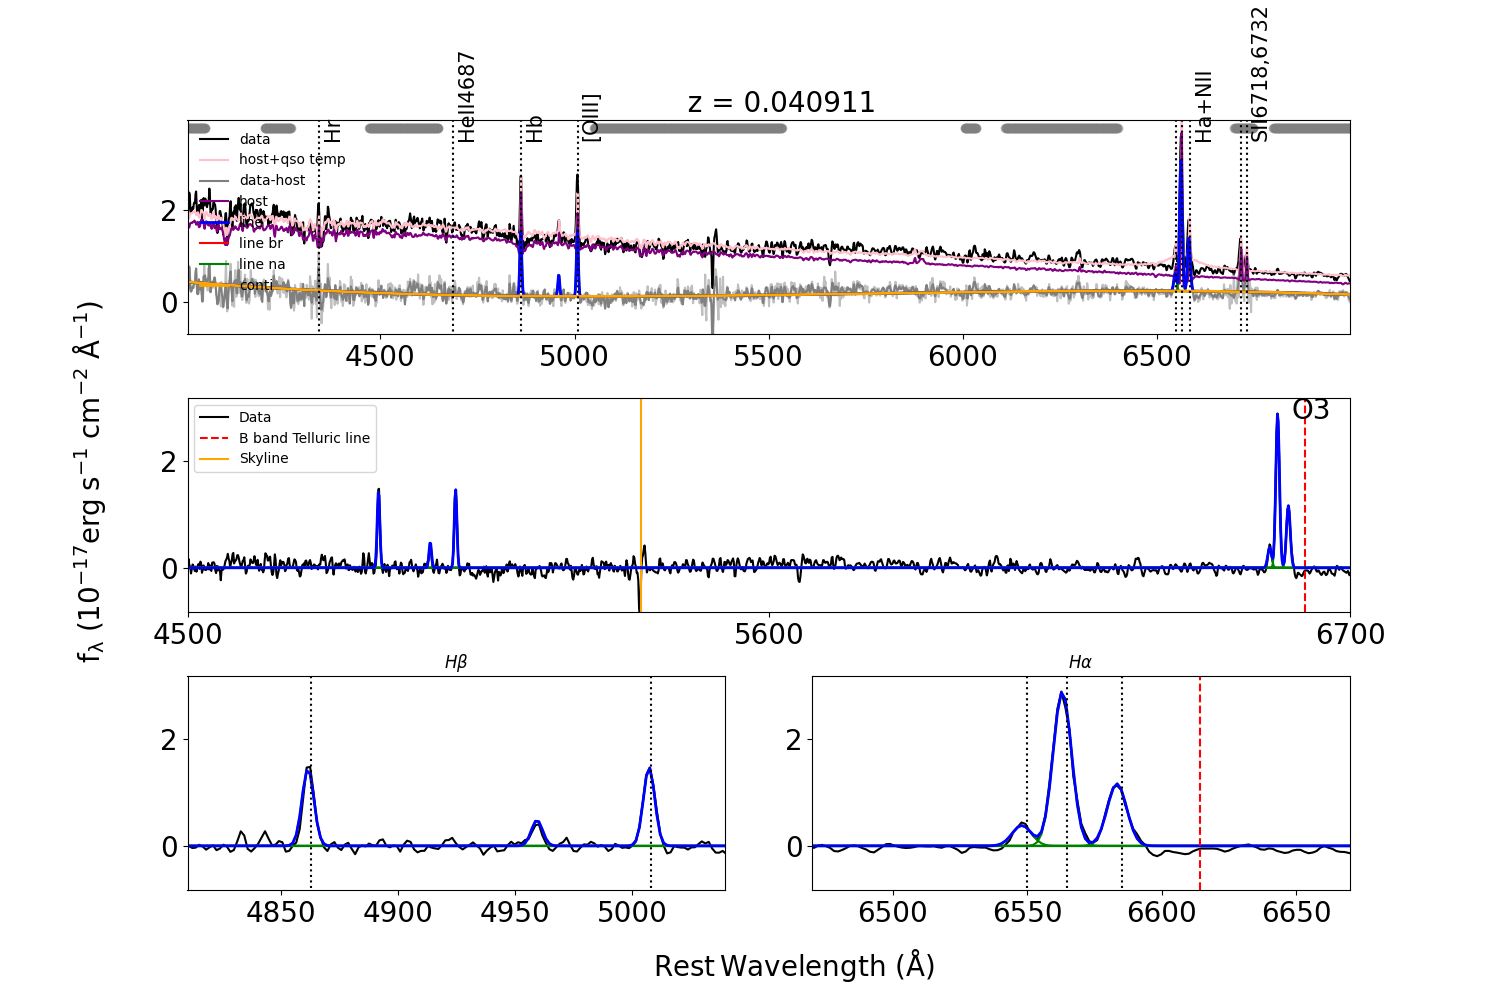 z = 0.040911
Hr
HeII4687
Hb
[OIII]
Ha+NII
SII6718,6732
data
host+qso temp
data-host
host
line
line br
line na
conti
2
0
4500 5000 5500 6000 6500
fλ (10⁻¹⁷erg s⁻¹ cm⁻² Å⁻¹)
Data
B band Telluric line
Skyline
O3
2
0
4500 5600 6700
Hβ
2
0
4850 4900 4950 5000
Hα
2
0
6500 6550 6600 6650
Rest Wavelength (Å)